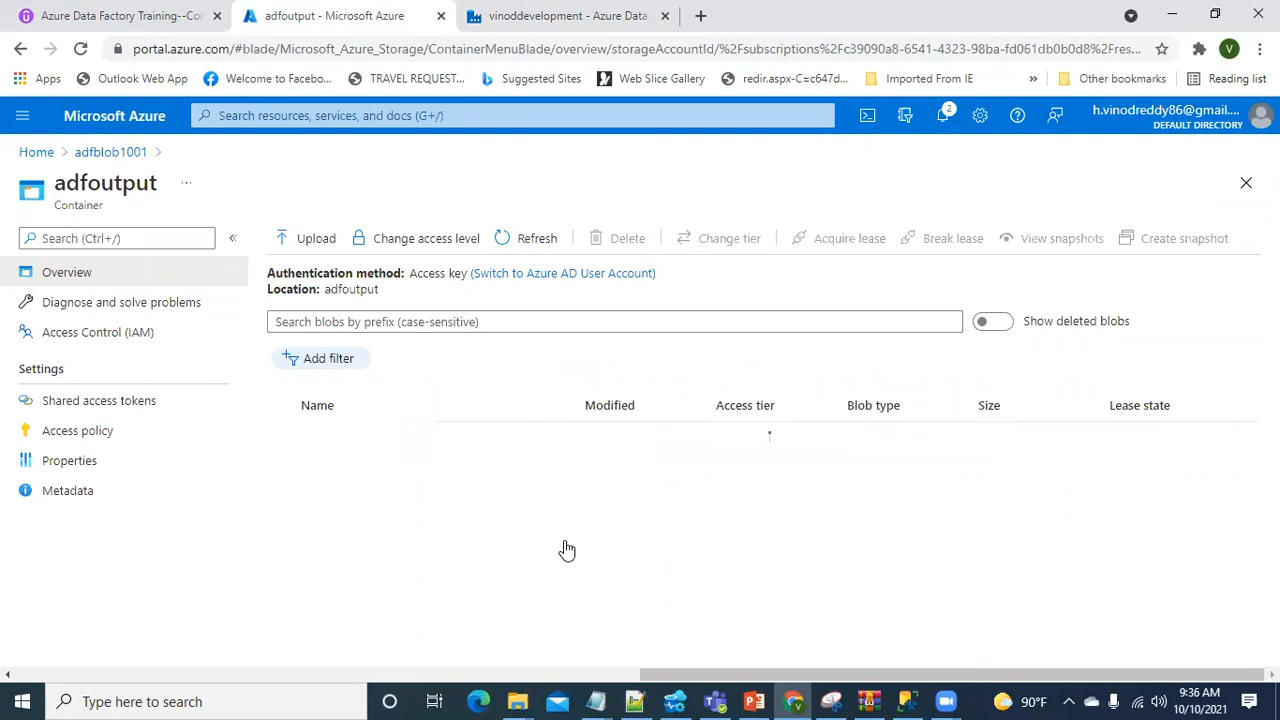 Azure Data Factory Training--Co
adfoutput - Microsoft Azure
vinoddevelopment - Azure Data
portal.azure.com/#blade/Microsoft_Azure_Storage/ContainerMenuBlade/overview/storageAccountId/%2Fsubscriptions%2Fc39090a8-6541-4323-98ba-fd061db0b0d8%2Fres...
V
Apps
Outlook Web App
Welcome to Facebo...
TRAVEL REQUEST...
Suggested Sites
Web Slice Gallery
redir.aspx-C=c647d...
Imported From IE
»
Other bookmarks
Reading list
Microsoft Azure
Search resources, services, and docs (G+/)
2
h.vinodreddy86@gmail....
DEFAULT DIRECTORY
Home > adfblob1001 >
adfoutput ...
Container
Search (Ctrl+/)
«
Upload
Change access level
Refresh
Delete
Change tier
Acquire lease
Break lease
View snapshots
Create snapshot
Overview
Diagnose and solve problems
Access Control (IAM)
Settings
Shared access tokens
Access policy
Properties
Metadata
Authentication method: Access key (Switch to Azure AD User Account)
Location: adfoutput
Search blobs by prefix (case-sensitive)
Show deleted blobs
Add filter
Name Modified Access tier Blob type Size Lease state
Type here to search
90°F
9:36 AM
10/10/2021